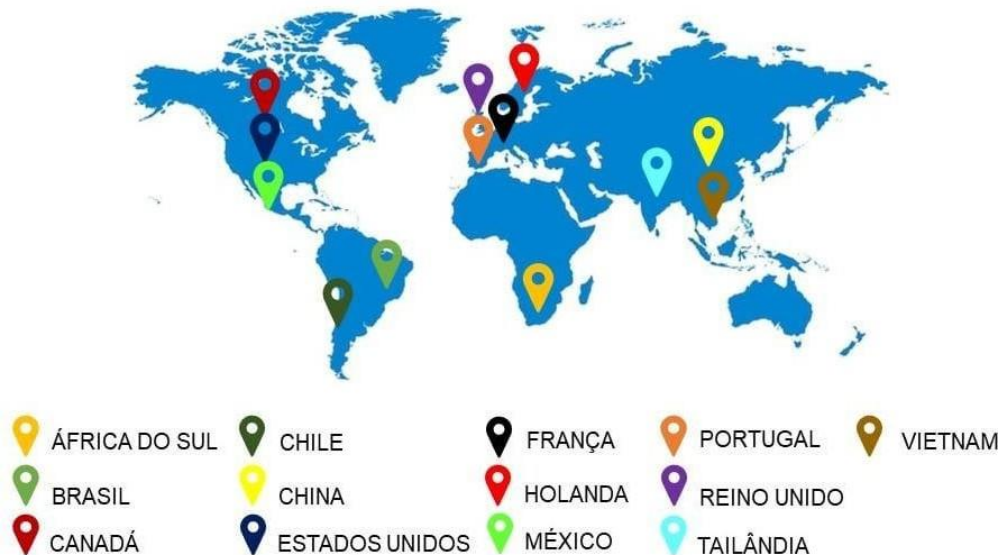 ÁFRICA DO SUL CHILE FRANÇA PORTUGAL VIETNAM
BRASIL CHINA HOLANDA REINO UNIDO
CANADÁ ESTADOS UNIDOS MÉXICO TAILÂNDIA